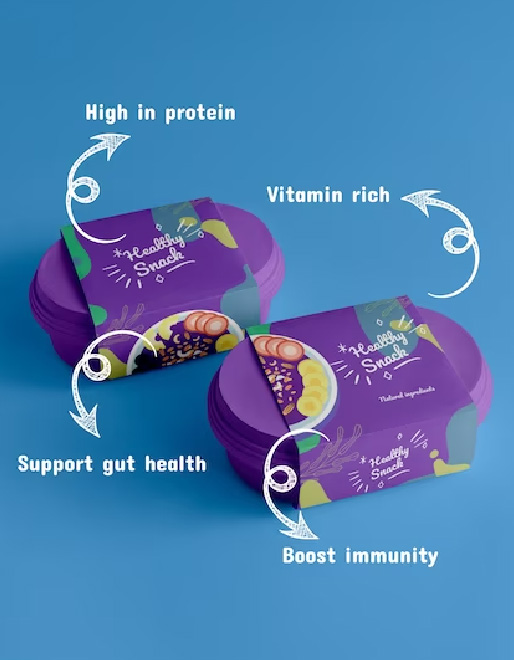 High in protein
Vitamin rich
Healthy
Snack
Support gut health
Healthy
Snack
Natural ingredients
Healthy
Snack
Boost immunity